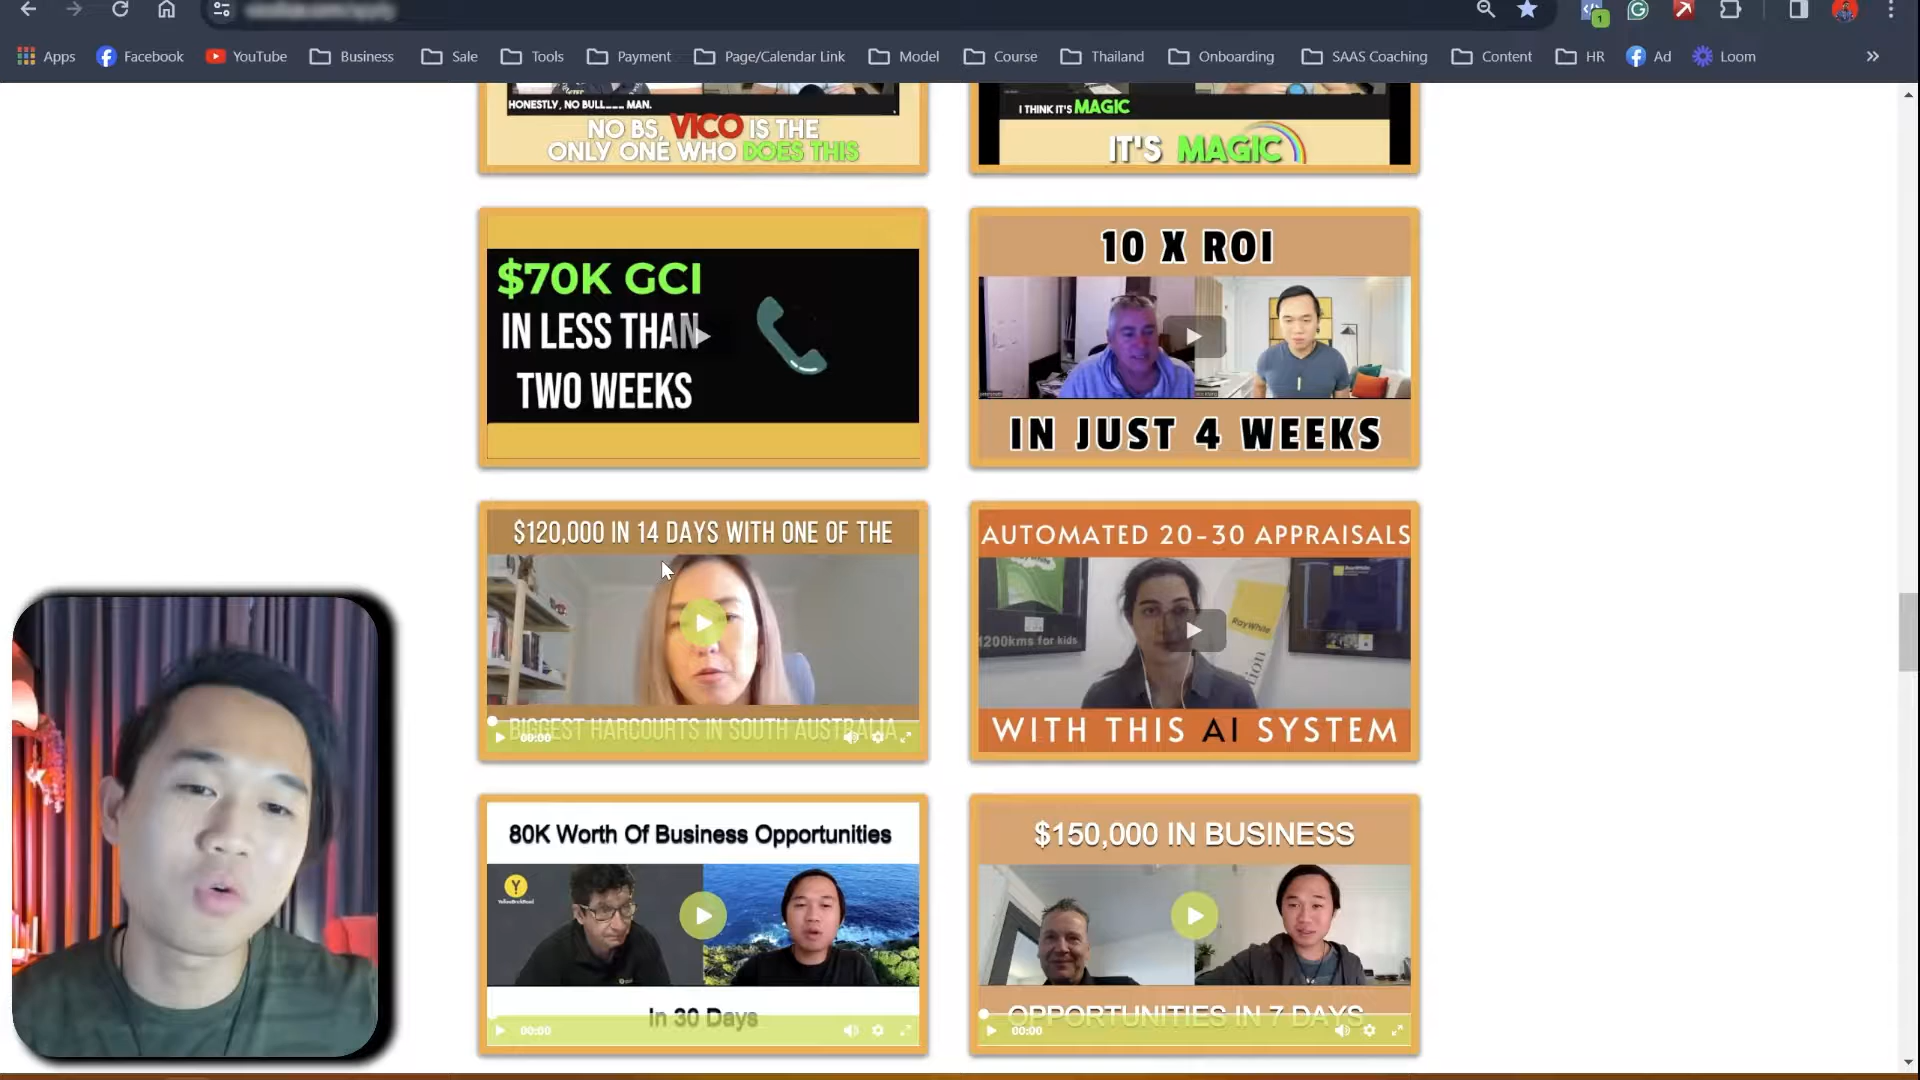 Apps Facebook YouTube Business Sale Tools Payment Page/Calendar Link Model Course Thailand Onboarding SAAS Coaching Content HR Ad Loom
1
HONESTLY, NO BULL___ MAN.
NO BS, VICO IS THE
ONLY ONE WHO DOES THIS
I THINK IT'S MAGIC
IT'S MAGIC
$70K GCI
IN LESS THAN
TWO WEEKS
10 X ROI
IN JUST 4 WEEKS
$120,000 IN 14 DAYS WITH ONE OF THE
BIGGEST HARCOURTS IN SOUTH AUSTRALIA
00:00
AUTOMATED 20-30 APPRAISALS
1200kms for kids
RayWhite
WITH THIS AI SYSTEM
80K Worth Of Business Opportunities
Y
In 30 Days
00:00
$150,000 IN BUSINESS
OPPORTUNITIES IN 7 DAYS
00:00